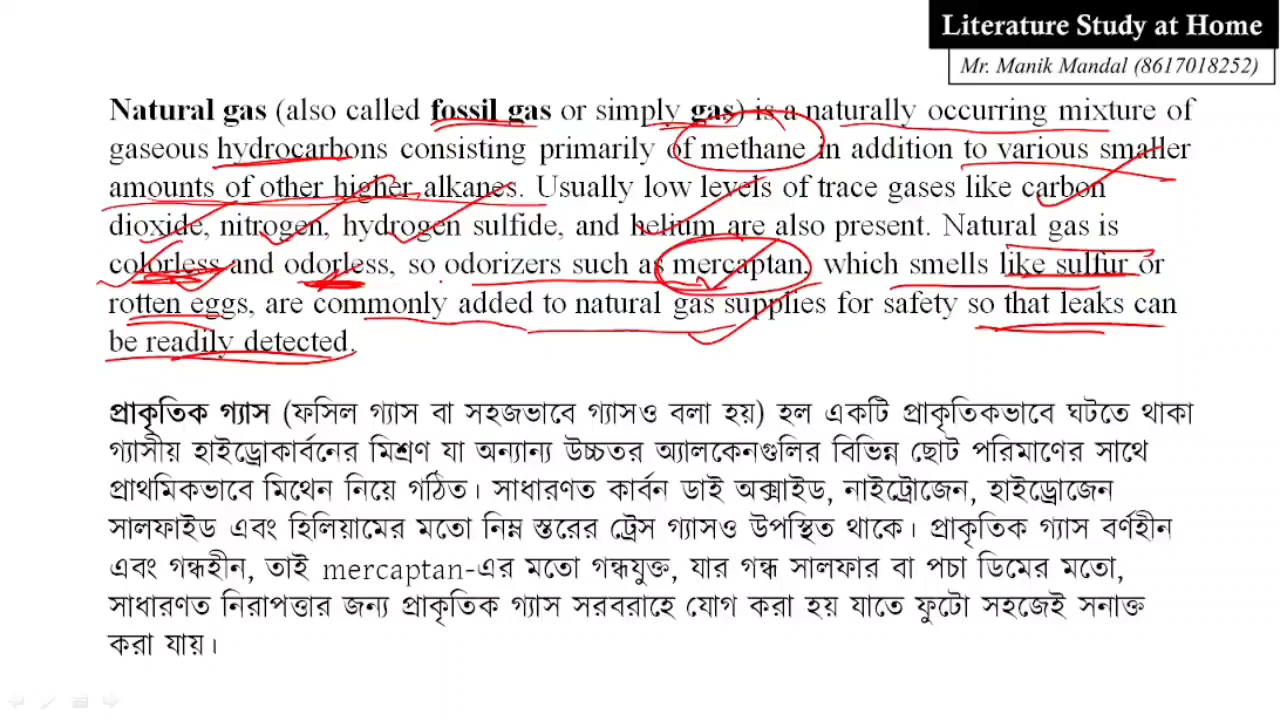 Literature Study at Home
Mr. Manik Mandal (8617018252)
Natural gas (also called fossil gas or simply gas) is a naturally occurring mixture of
gaseous hydrocarbons consisting primarily of methane in addition to various smaller
amounts of other higher alkanes. Usually low levels of trace gases like carbon
dioxide, nitrogen, hydrogen sulfide, and helium are also present. Natural gas is
colorless and odorless, so odorizers such as mercaptan, which smells like sulfur or
rotten eggs, are commonly added to natural gas supplies for safety so that leaks can
be readily detected.
প্রাকৃতিক গ্যাস (ফসিল গ্যাস বা সহজভাবে গ্যাসও বলা হয়) হল একটি প্রাকৃতিকভাবে ঘটতে থাকা
গ্যাসীয় হাইড্রোকার্বনের মিশ্রণ যা অন্যান্য উচ্চতর অ্যালকেনগুলির বিভিন্ন ছোট পরিমাণের সাথে
প্রাথমিকভাবে মিথেন নিয়ে গঠিত। সাধারণত কার্বন ডাই অক্সাইড, নাইট্রোজেন, হাইড্রোজেন
সালফাইড এবং হিলিয়ামের মতো নিম্ন স্তরের ট্রেস গ্যাসও উপস্থিত থাকে। প্রাকৃতিক গ্যাস বর্ণহীন
এবং গন্ধহীন, তাই mercaptan-এর মতো গন্ধযুক্ত, যার গন্ধ সালফার বা পচা ডিমের মতো,
সাধারণত নিরাপত্তার জন্য প্রাকৃতিক গ্যাস সরবরাহে যোগ করা হয় যাতে ফুটো সহজেই সনাক্ত
করা যায়।